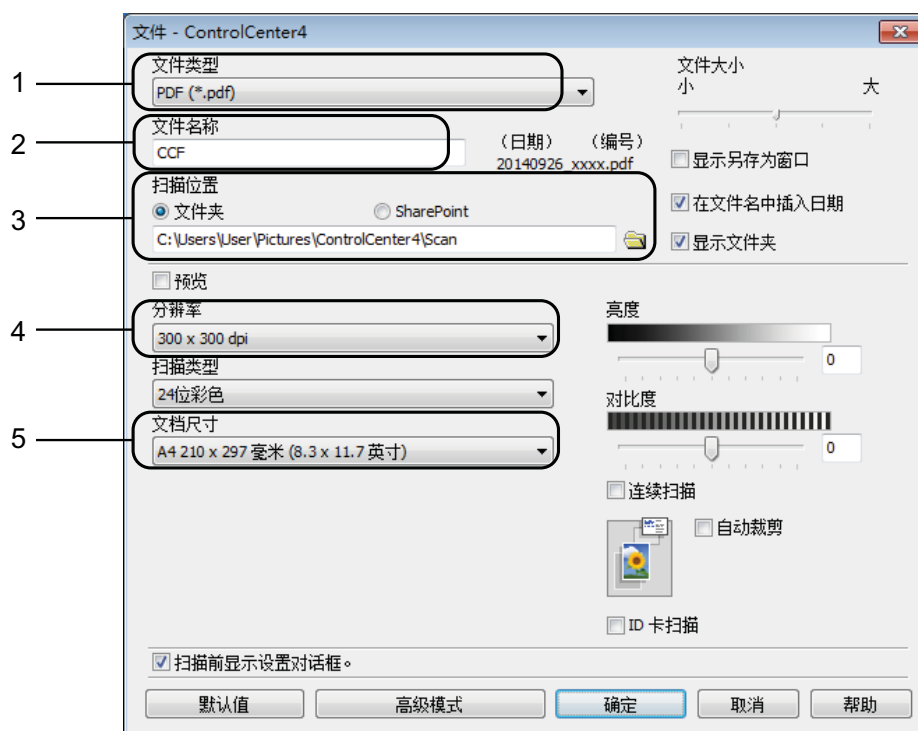 文件 - ControlCenter4
1
文件类型
PDF (*.pdf)
文件大小
小 大
2
文件名称
CCF
(日期) (编号)
20140926_xxxx.pdf
显示另存为窗口
3
扫描位置
文件夹 SharePoint
C:\Users\User\Pictures\ControlCenter4\Scan
在文件名中插入日期
显示文件夹
预览
4
分辨率
300 x 300 dpi
扫描类型
24位彩色
5
文档尺寸
A4 210 x 297 毫米 (8.3 x 11.7 英寸)
亮度
0
对比度
0
连续扫描
自动裁剪
ID 卡扫描
扫描前显示设置对话框。
默认值 高级模式 确定 取消 帮助